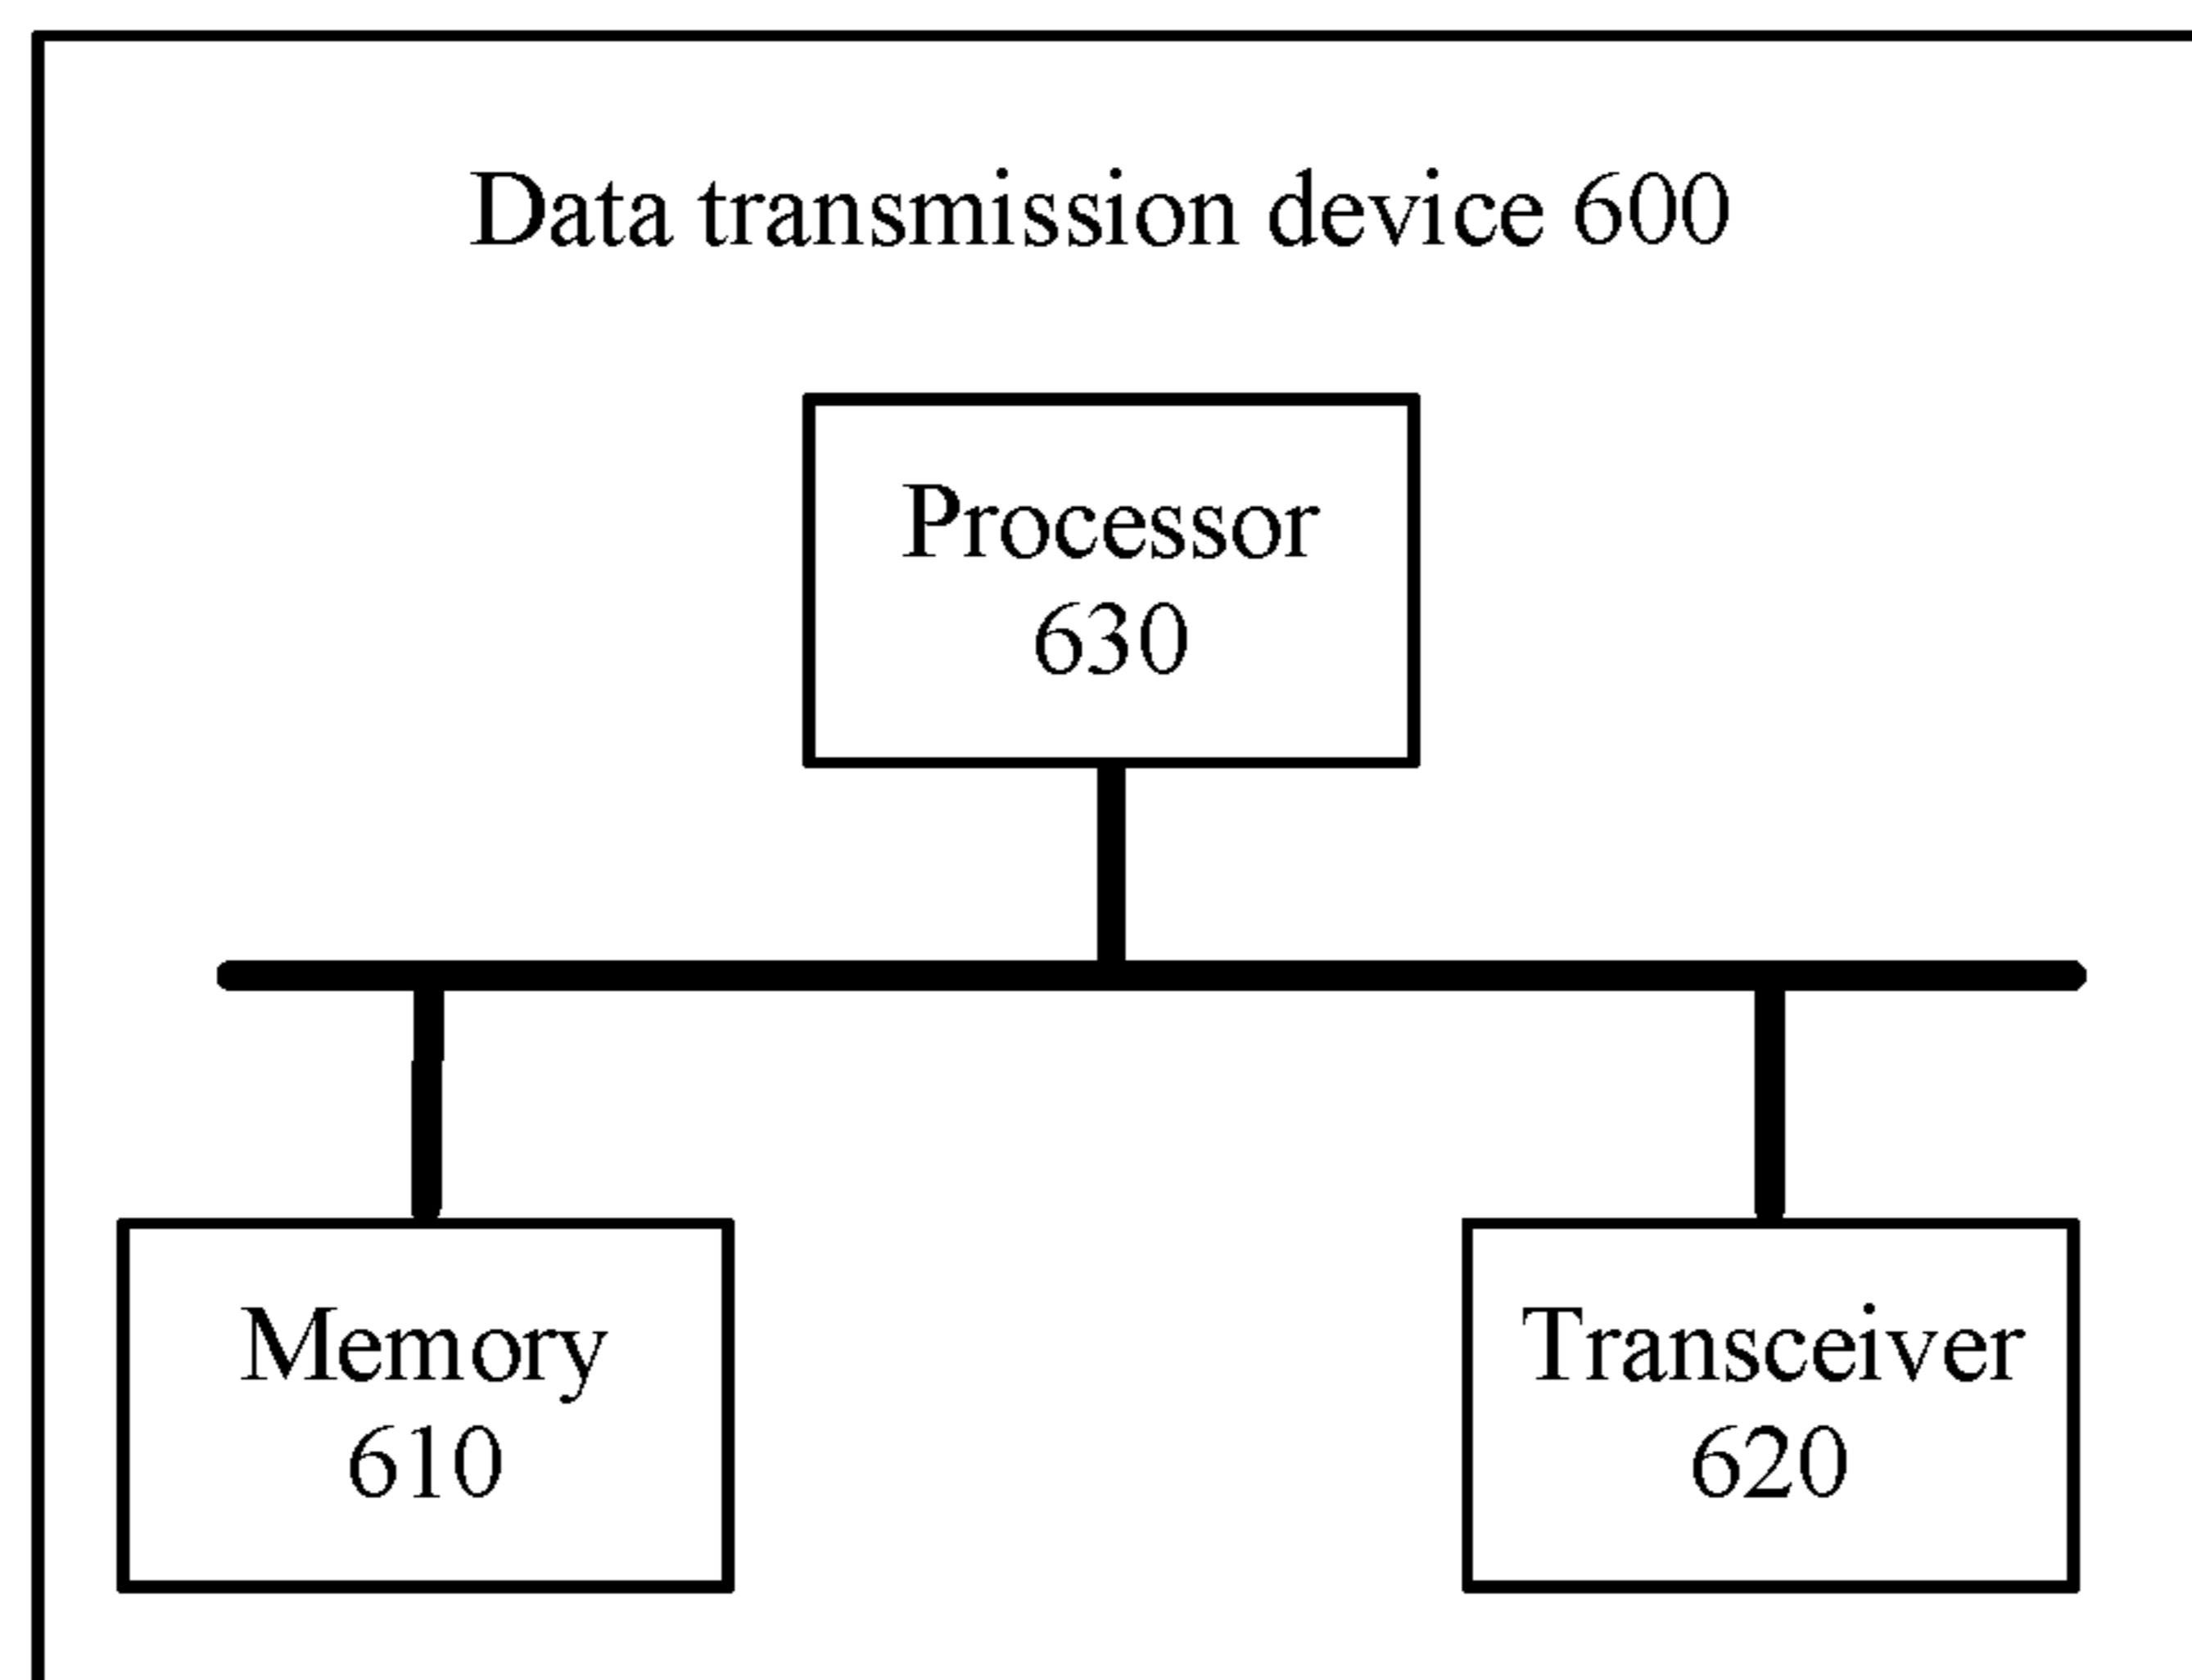 Data transmission device 600
Processor
630
Memory
610
Transceiver
620